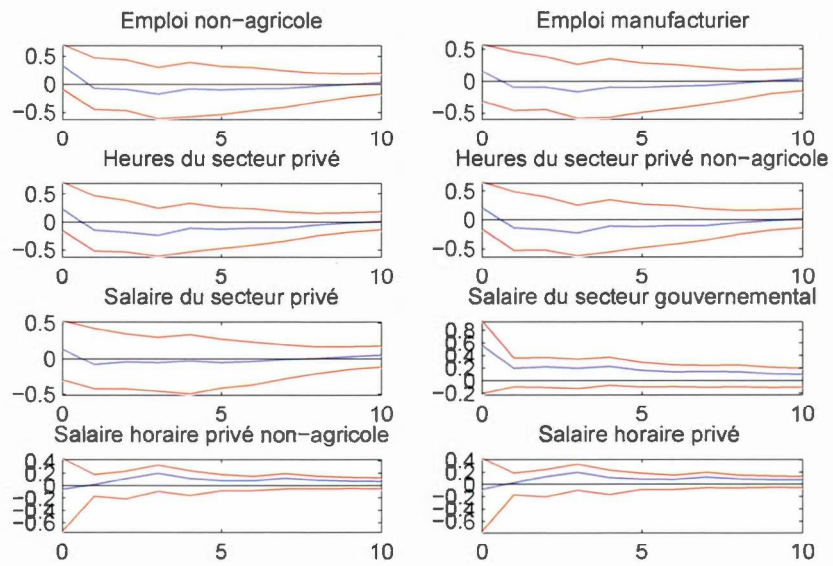 Emploi non-agricole
Emploi manufacturier
0.5
0
−0.5
0 5 10
0.5
0
−0.5
0 5 10
Heures du secteur privé
Heures du secteur privé non-agricole
0.5
0
−0.5
0 5 10
0.5
0
−0.5
0 5 10
Salaire du secteur privé
Salaire du secteur gouvernemental
0.5
0
−0.5
0 5 10
0.8
0.6
0.4
0.2
0
−0.2
0 5 10
Salaire horaire privé non-agricole
Salaire horaire privé
0.4
0.2
0
−0.2
−0.4
−0.6
0 5 10
0.4
0.2
0
−0.2
−0.4
−0.6
0 5 10